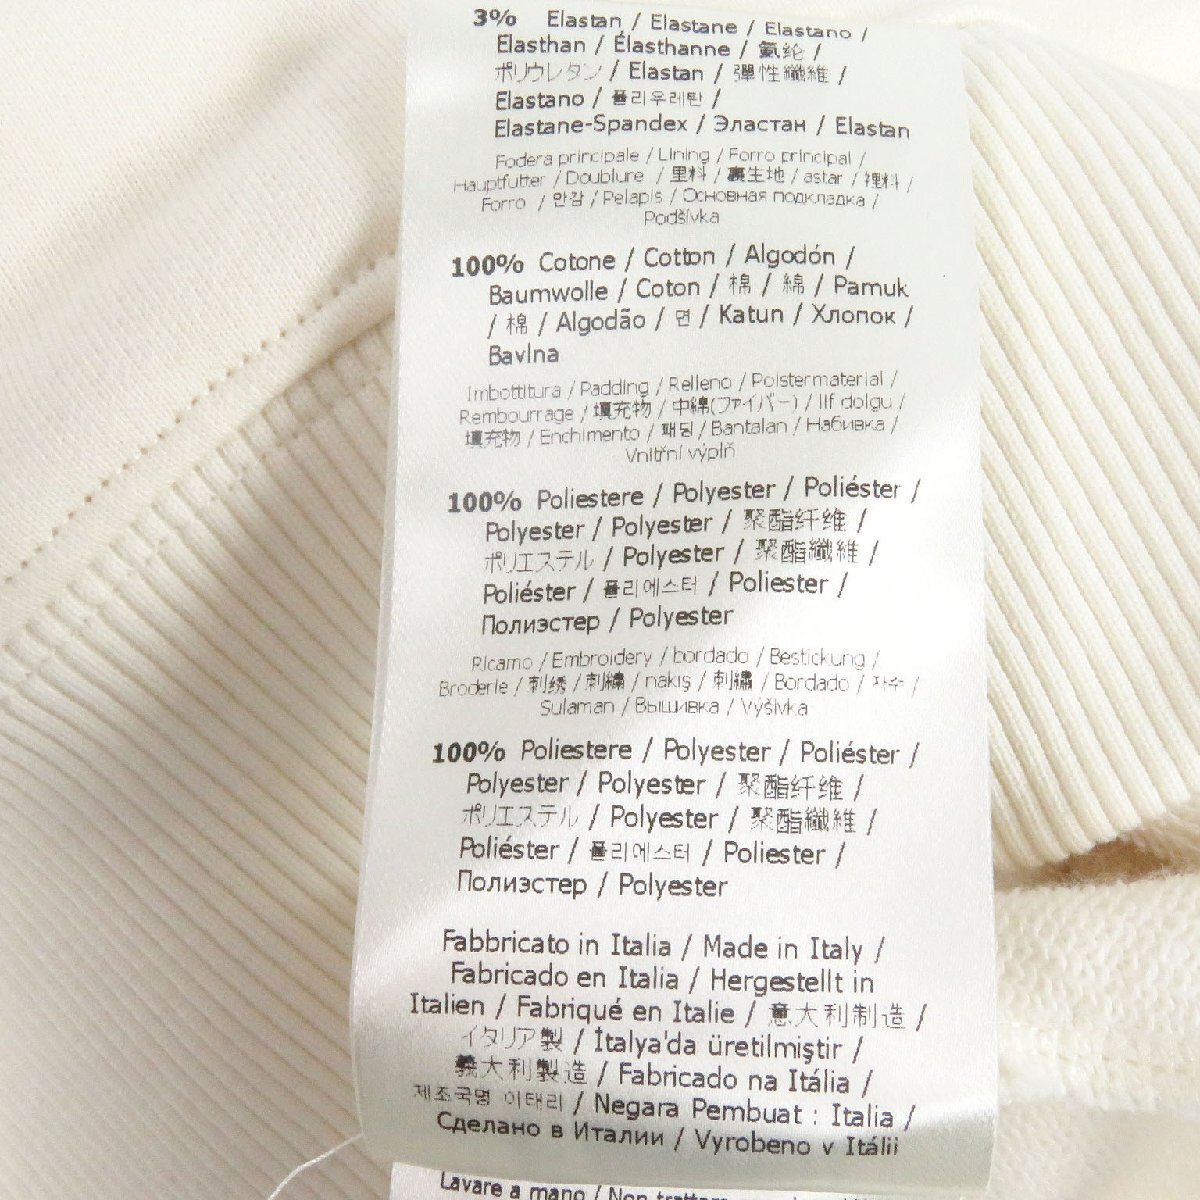 3% Elastan / Elastane / Elastano /
Elasthan / Élasthanne / 氨纶 /
ポリウレタン / Elastan / 彈性纖維 /
Elastano / 폴리우레탄 /
Elastane-Spandex / Эластан / Elastan
Fodera principale / Lining / Forro principal /
Hauptfutter / Doublure / 里料 / 裏生地 / astar / 裡料 /
Forro / 안감 / Pelapis / Основная подкладка /
Podšívka
100% Cotone / Cotton / Algodón /
Baumwolle / Coton / 棉 / 綿 / Pamuk
/ 棉 / Algodão / 면 / Katun / Хлопок /
Bavlna
Imbottitura / Padding / Relleno / Polstermaterial /
Rembourrage / 填充物 / 中綿(ファイバー) / lif dolgu /
填充物 / Enchimento / 패딩 / Bantalan / Набивка /
Vnitřní výplň
100% Poliestere / Polyester / Poliéster /
Polyester / Polyester / 聚酯纤维 /
ポリエステル / Polyester / 聚酯纖維 /
Poliéster / 폴리에스터 / Poliester /
Полиэстер / Polyester
Ricamo / Embroidery / bordado / Bestickung /
Broderie / 刺绣 / 刺繍 / nakış / 刺繡 / Bordado / 자수 /
Sulaman / Вышивка / Výšivka
100% Poliestere / Polyester / Poliéster /
Polyester / Polyester / 聚酯纤维 /
ポリエステル / Polyester / 聚酯纖維 /
Poliéster / 폴리에스터 / Poliester /
Полиэстер / Polyester
Fabbricato in Italia / Made in Italy /
Fabricado en Italia / Hergestellt in
Italien / Fabriqué en Italie / 意大利制造 /
イタリア製 / İtalya'da üretilmiştir /
義大利製造 / Fabricado na Itália /
제조국명 이태리 / Negara Pembuat : Italia /
Сделано в Италии / Vyrobeno v Itálii
Lavare a mano / Non trattare